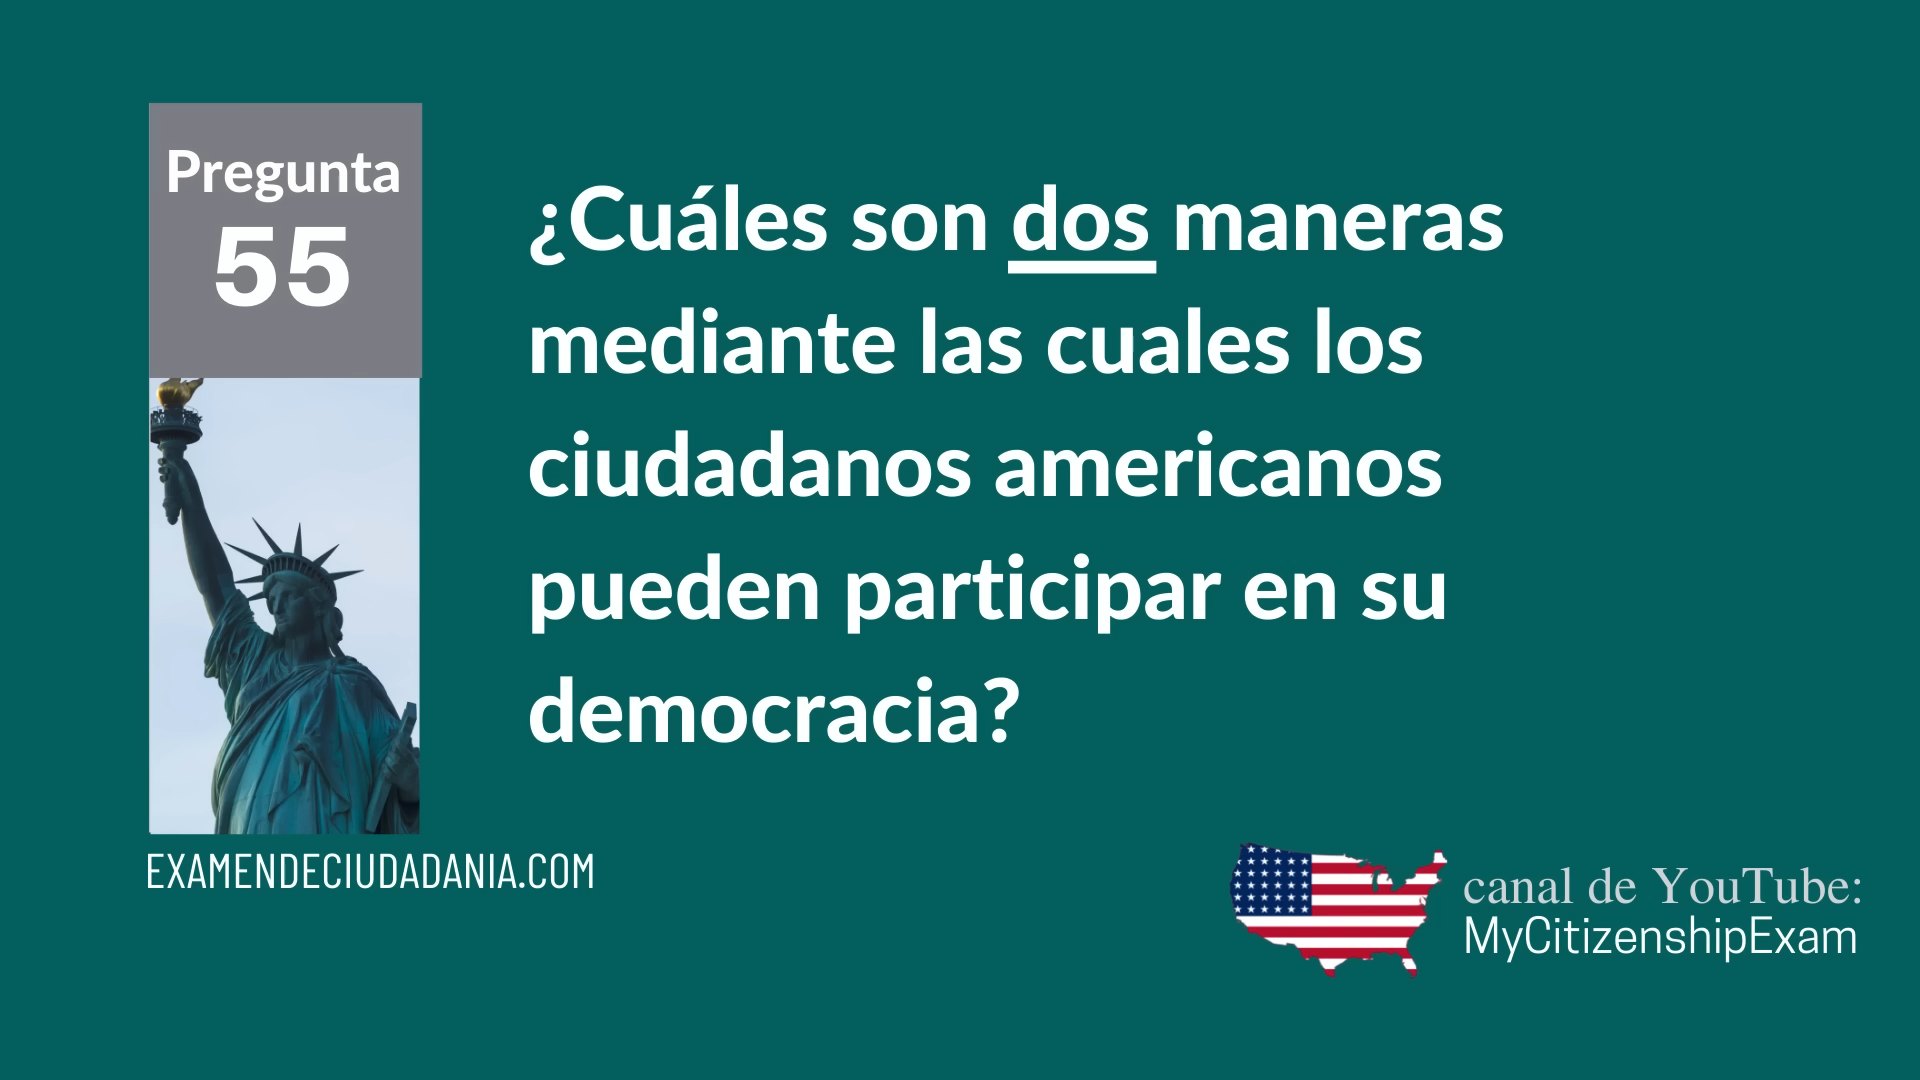 Pregunta
55
¿Cuáles son dos maneras
mediante las cuales los
ciudadanos americanos
pueden participar en su
democracia?
EXAMENDECIUDADANIA.COM
canal de YouTube:
MyCitizenshipExam